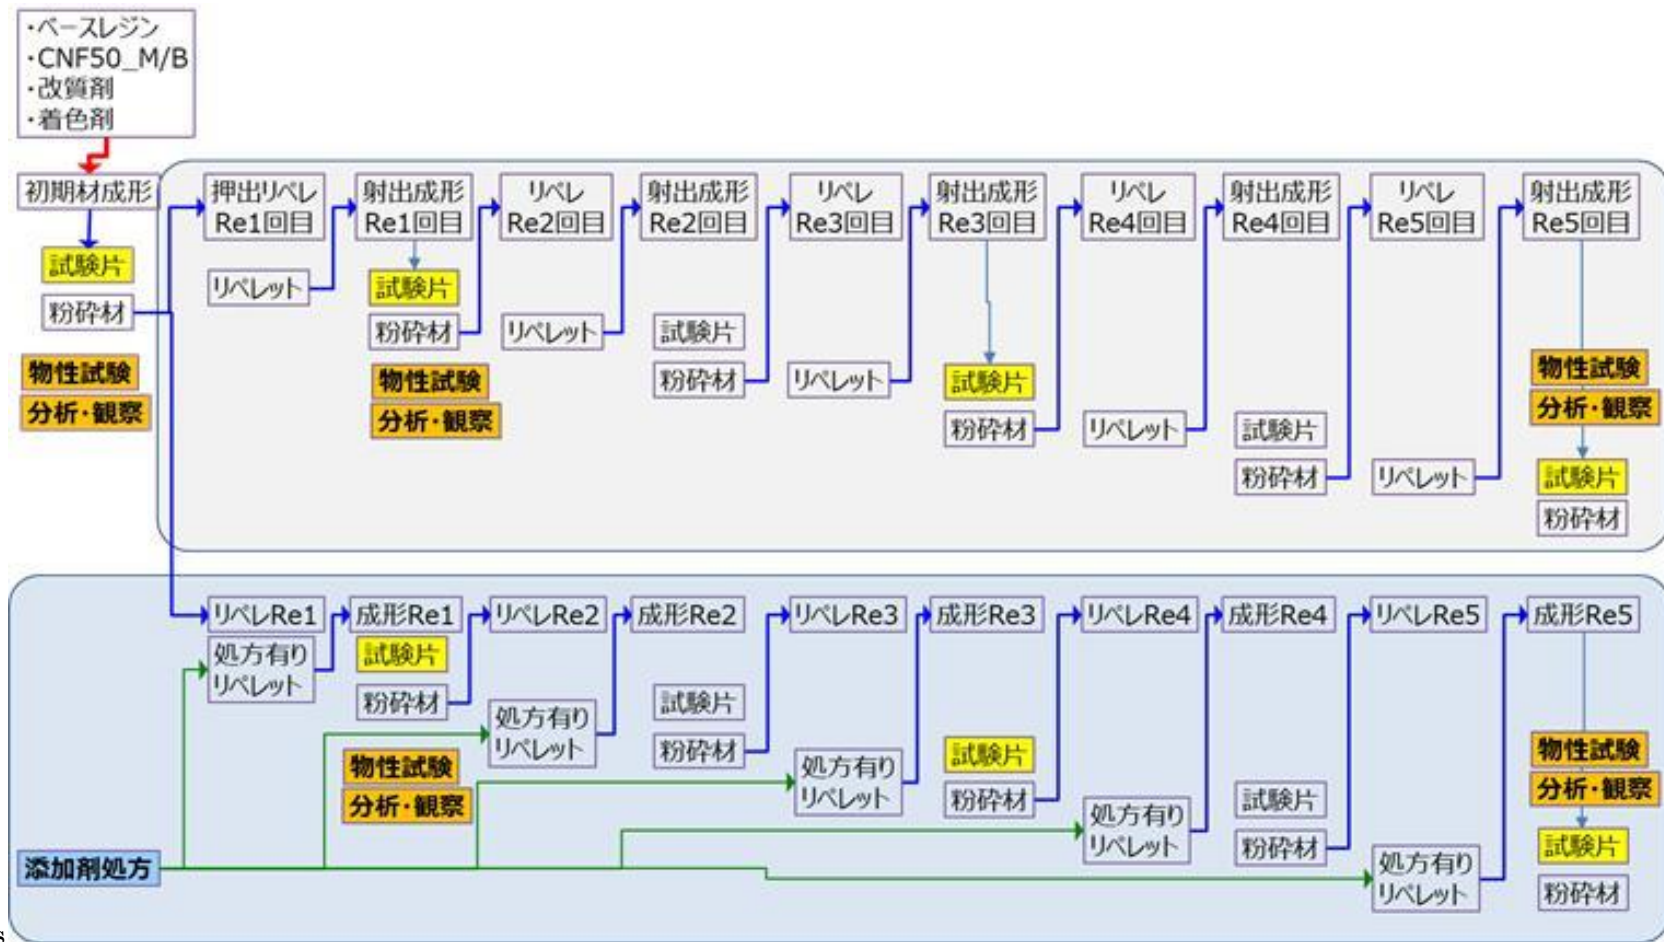 ・ベースレジン
・CNF50_M/B
・改質剤
・着色剤
初期材成形
試験片
粉砕材
物性試験
分析・観察
押出リペレ
Re1回目
リペレット
射出成形
Re1回目
試験片
粉砕材
物性試験
分析・観察
リペレ
Re2回目
リペレット
射出成形
Re2回目
試験片
粉砕材
リペレ
Re3回目
リペレット
射出成形
Re3回目
試験片
粉砕材
リペレ
Re4回目
リペレット
射出成形
Re4回目
試験片
粉砕材
リペレ
Re5回目
リペレット
射出成形
Re5回目
物性試験
分析・観察
試験片
粉砕材
リペレRe1
処方有り
リペレット
成形Re1
試験片
粉砕材
物性試験
分析・観察
リペレRe2
処方有り
リペレット
成形Re2
試験片
粉砕材
リペレRe3
処方有り
リペレット
成形Re3
試験片
粉砕材
リペレRe4
処方有り
リペレット
成形Re4
試験片
粉砕材
リペレRe5
処方有り
リペレット
成形Re5
物性試験
分析・観察
試験片
粉砕材
添加剤処方
s